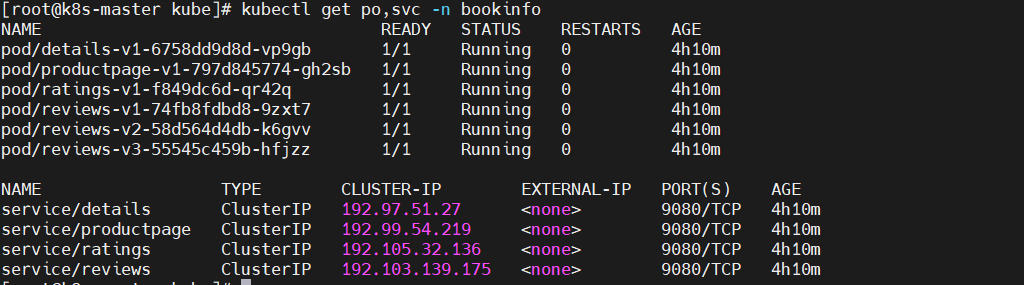 [root@k8s-master kube]# kubectl get po,svc -n bookinfo
NAME READY STATUS RESTARTS AGE
pod/details-v1-6758dd9d8d-vp9gb 1/1 Running 0 4h10m
pod/productpage-v1-797d845774-gh2sb 1/1 Running 0 4h10m
pod/ratings-v1-f849dc6d-qr42q 1/1 Running 0 4h10m
pod/reviews-v1-74fb8fdbd8-9zxt7 1/1 Running 0 4h10m
pod/reviews-v2-58d564d4db-k6gvv 1/1 Running 0 4h10m
pod/reviews-v3-55545c459b-hfjzz 1/1 Running 0 4h10m
NAME TYPE CLUSTER-IP EXTERNAL-IP PORT(S) AGE
service/details ClusterIP 192.97.51.27 <none> 9080/TCP 4h10m
service/productpage ClusterIP 192.99.54.219 <none> 9080/TCP 4h10m
service/ratings ClusterIP 192.105.32.136 <none> 9080/TCP 4h10m
service/reviews ClusterIP 192.103.139.175 <none> 9080/TCP 4h10m